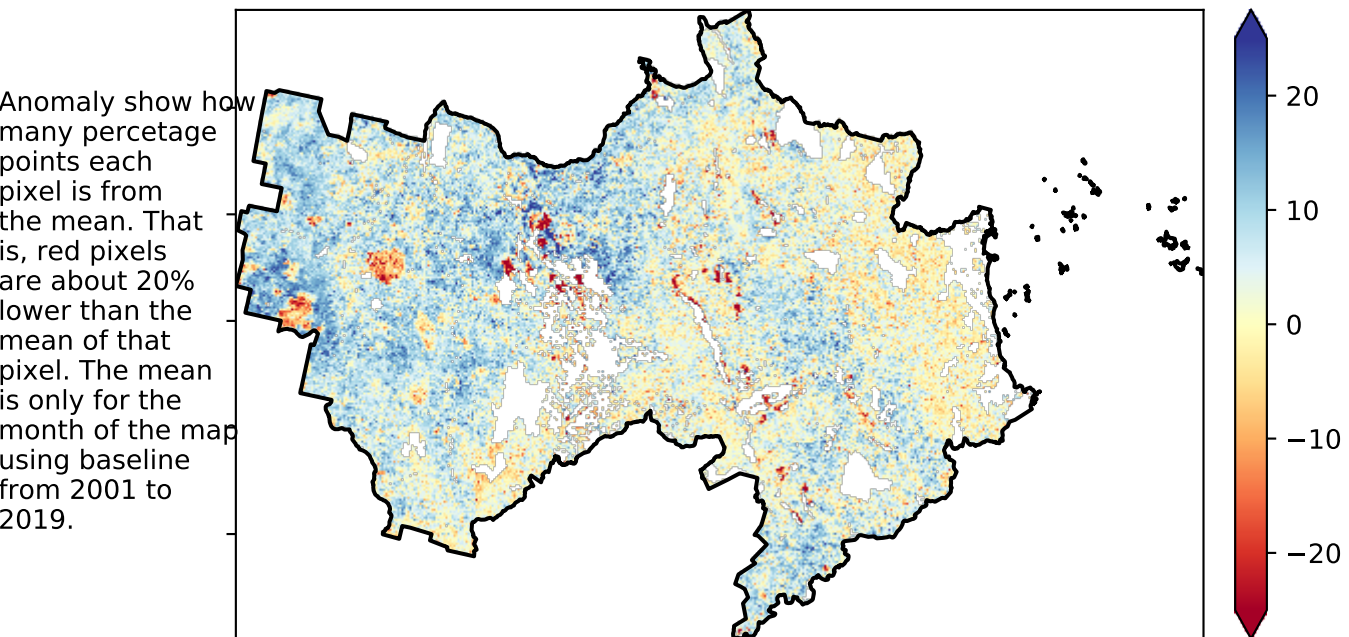 Anomaly show how
many percetage
points each
pixel is from
the mean. That
is, red pixels
are about 20%
lower than the
mean of that
pixel. The mean
is only for the
month of the map
using baseline
from 2001 to
2019.
20
10
0
−10
−20